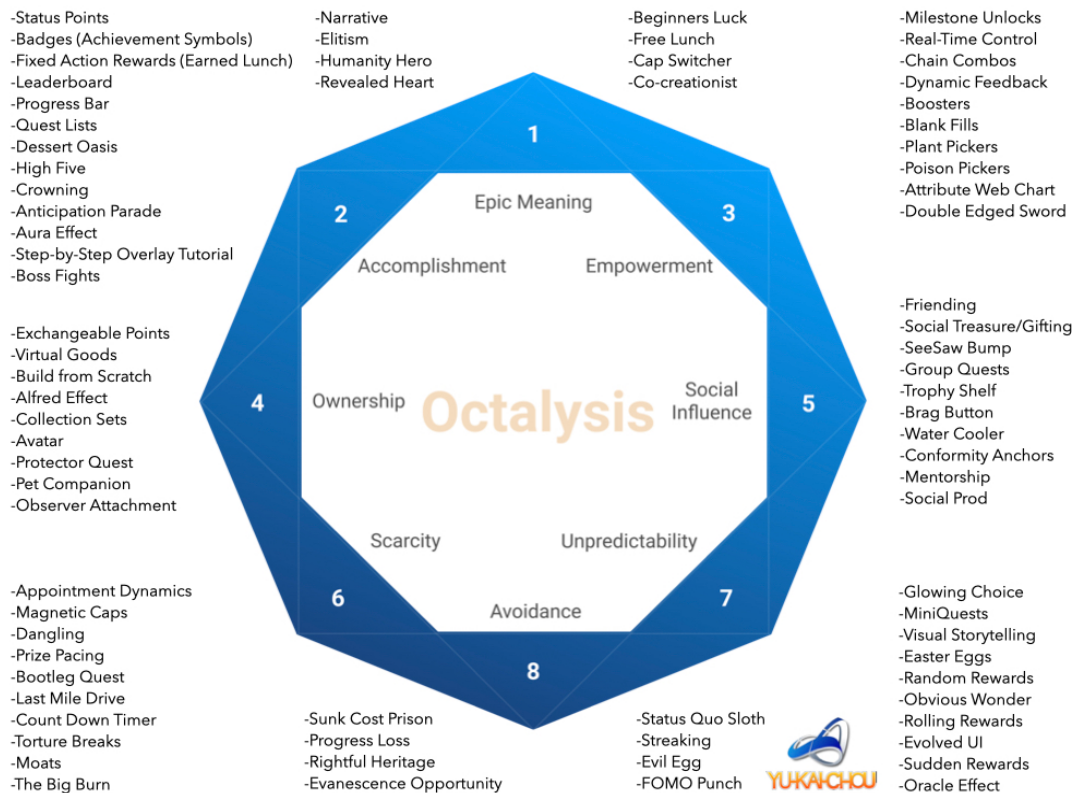 -Status Points
-Badges (Achievement Symbols)
-Fixed Action Rewards (Earned Lunch)
-Leaderboard
-Progress Bar
-Quest Lists
-Dessert Oasis
-High Five
-Crowning
-Anticipation Parade
-Aura Effect
-Step-by-Step Overlay Tutorial
-Boss Fights
-Narrative
-Elitism
-Humanity Hero
-Revealed Heart
-Beginners Luck
-Free Lunch
-Cap Switcher
-Co-creationist
-Milestone Unlocks
-Real-Time Control
-Chain Combos
-Dynamic Feedback
-Boosters
-Blank Fills
-Plant Pickers
-Poison Pickers
-Attribute Web Chart
-Double Edged Sword
1
Epic Meaning
2
Accomplishment
3
Empowerment
-Exchangeable Points
-Virtual Goods
-Build from Scratch
-Alfred Effect
-Collection Sets
-Avatar
-Protector Quest
-Pet Companion
-Observer Attachment
4
Ownership
Octalysis
Social
Influence
5
-Friending
-Social Treasure/Gifting
-SeeSaw Bump
-Group Quests
-Trophy Shelf
-Brag Button
-Water Cooler
-Conformity Anchors
-Mentorship
-Social Prod
Scarcity
6
Unpredictability
7
Avoidance
8
-Appointment Dynamics
-Magnetic Caps
-Dangling
-Prize Pacing
-Bootleg Quest
-Last Mile Drive
-Count Down Timer
-Torture Breaks
-Moats
-The Big Burn
-Sunk Cost Prison
-Progress Loss
-Rightful Heritage
-Evanescence Opportunity
-Status Quo Sloth
-Streaking
-Evil Egg
-FOMO Punch
YU-KAI-CHOU
-Glowing Choice
-MiniQuests
-Visual Storytelling
-Easter Eggs
-Random Rewards
-Obvious Wonder
-Rolling Rewards
-Evolved UI
-Sudden Rewards
-Oracle Effect